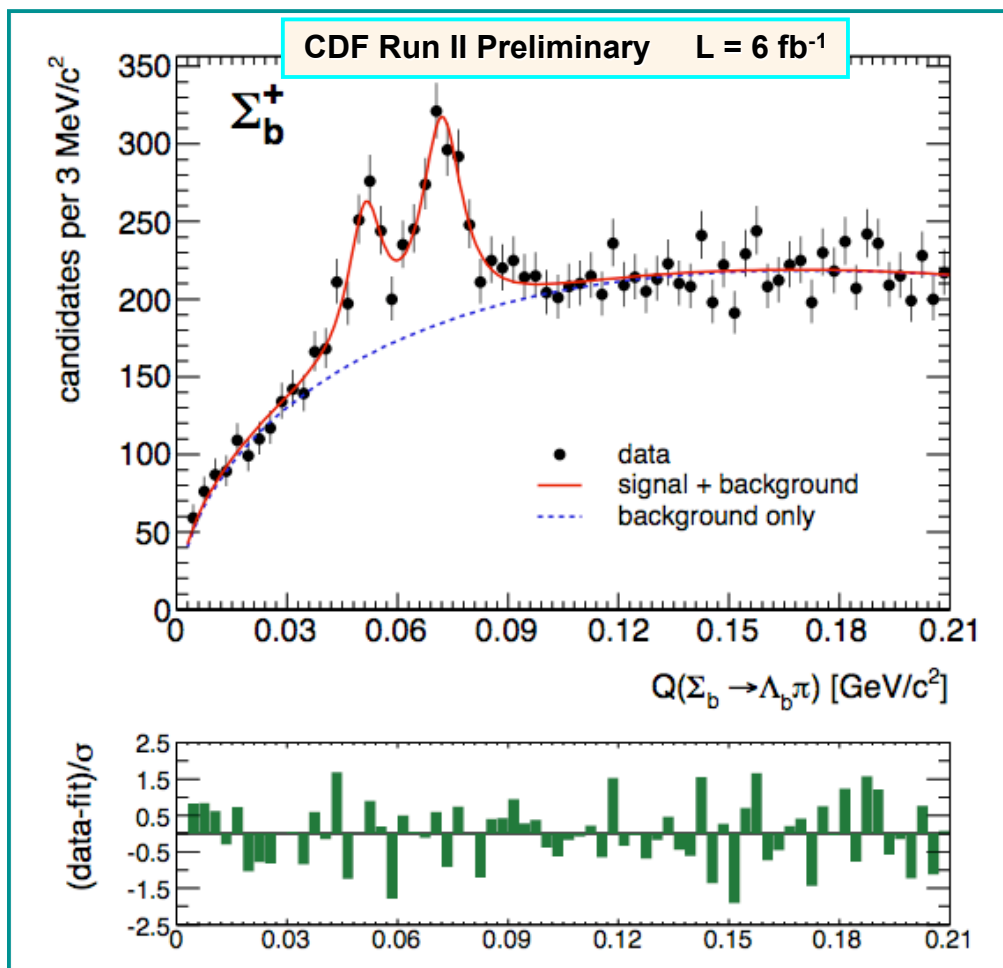 CDF Run II Preliminary L = 6 fb⁻¹
candidates per 3 MeV/c²
350
300
250
200
150
100
50
0
Σb⁺
data
signal + background
background only
0 0.03 0.06 0.09 0.12 0.15 0.18 0.21
Q(Σb →Λbπ) [GeV/c²]
(data-fit)/σ
2.5
1.5
0.5
-0.5
-1.5
-2.5
0 0.03 0.06 0.09 0.12 0.15 0.18 0.21